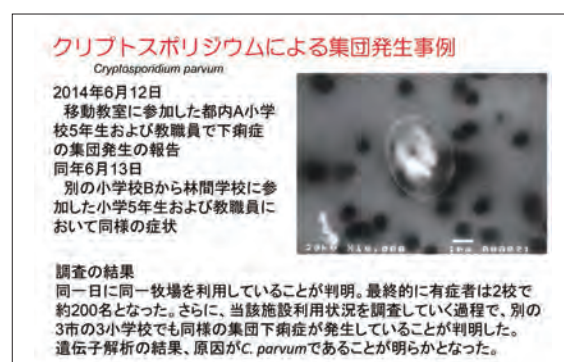 クリプトスポリジウムによる集団発生事例
Cryptosporidium parvum
2014年6月12日
移動教室に参加した都内A小学
校5年生および教職員で下痢症
の集団発生の報告
同年6月13日
別の小学校Bから林間学校に参
加した小学5年生および教職員に
おいて同様の症状
20kV X10,000 1μm 000021
調査の結果
同一日に同一牧場を利用していることが判明。最終的に有症者は2校で
約200名となった。さらに、当該施設利用状況を調査していく過程で、別の
3市の3小学校でも同様の集団下痢症が発生していることが判明した。
遺伝子解析の結果、原因がC. parvumであることが明らかとなった。